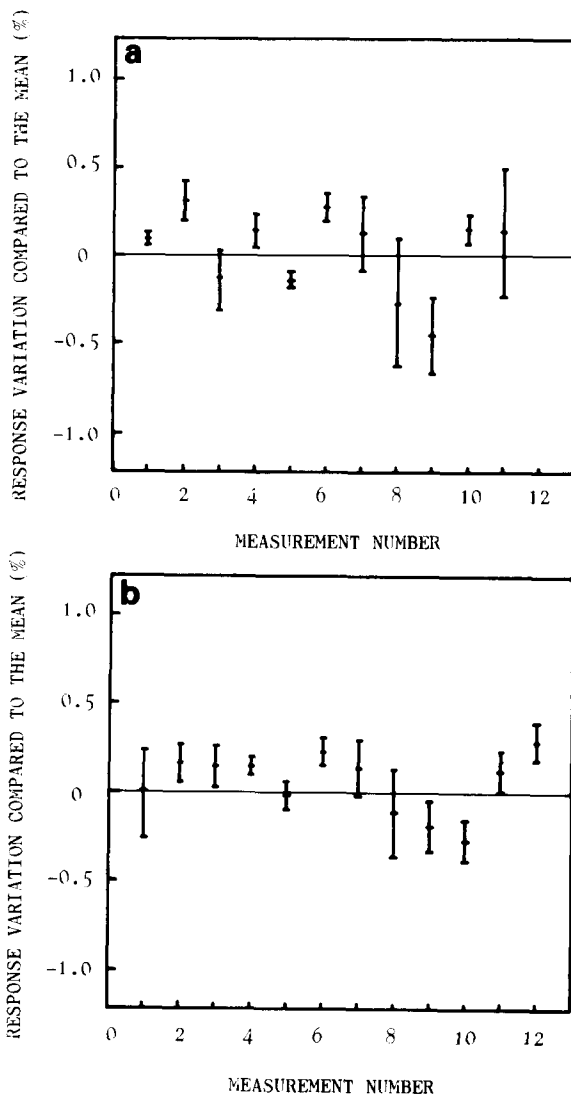 RESPONSE VARIATION COMPARED TO THE MEAN (%)
a
1.0
0.5
0
-0.5
-1.0
0 2 4 6 8 10 12
MEASUREMENT NUMBER
RESPONSE VARIATION COMPARED TO THE MEAN (%)
b
1.0
0.5
0
-0.5
-1.0
0 2 4 6 8 10 12
MEASUREMENT NUMBER